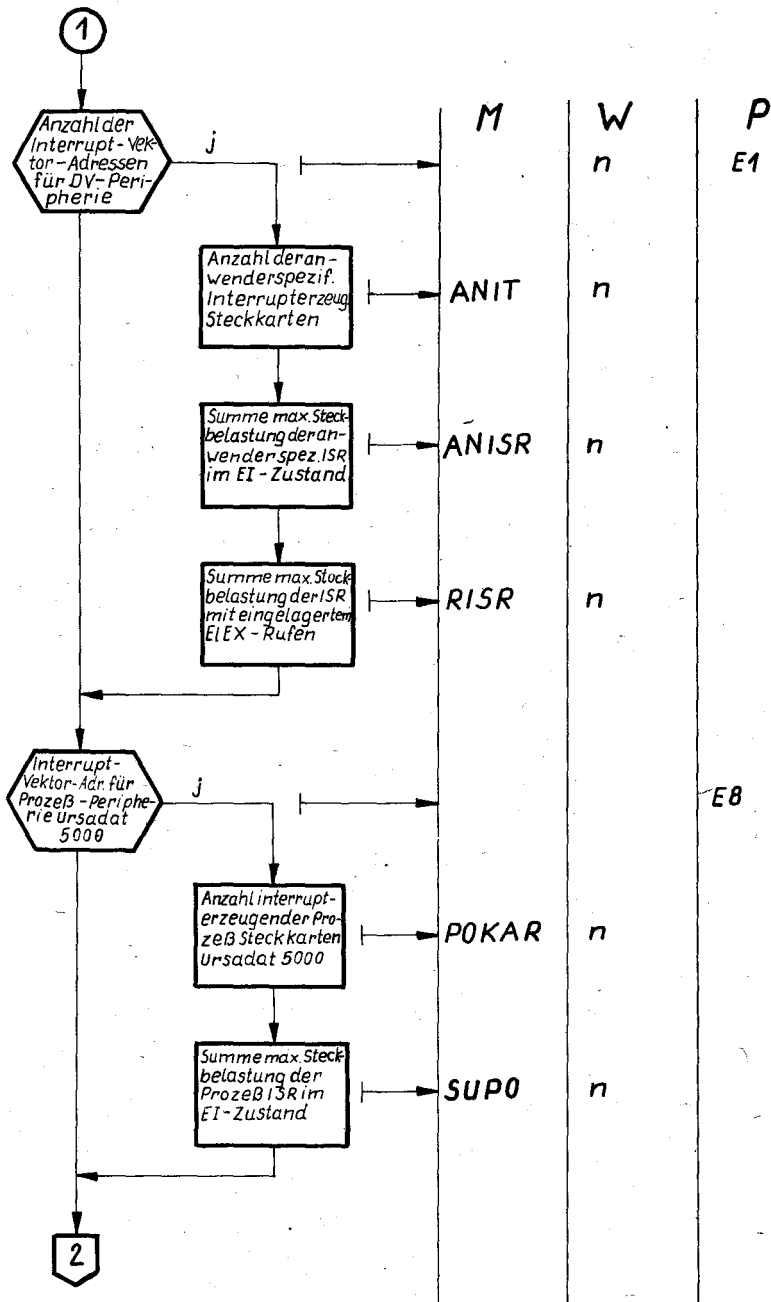 1
M W P
Anzahl der
Interrupt-Vek-
tor-Adressen
für DV-Peri-
pherie
j
n E1
Anzahl der an-
wenderspezif.
Interrupterzeug.
Steckkarten
ANIT n
Summe max. Steck-
belastung der an-
wenderspez. ISR
im EI-Zustand
ANISR n
Summe max. Stack-
belastung der ISR
mit eingelagerten
EIEX-Rufen
RISR n
Interrupt-
Vektor-Adr. für
Prozeß-Periphe-
rie ursadat
5000
j
E8
Anzahl interrupt-
erzeugender Pro-
zeß Steckkarten
Ursadat 5000
POKAR n
Summe max. Steck-
belastung der
Prozeß ISR im
EI-Zustand
SUPO n
2